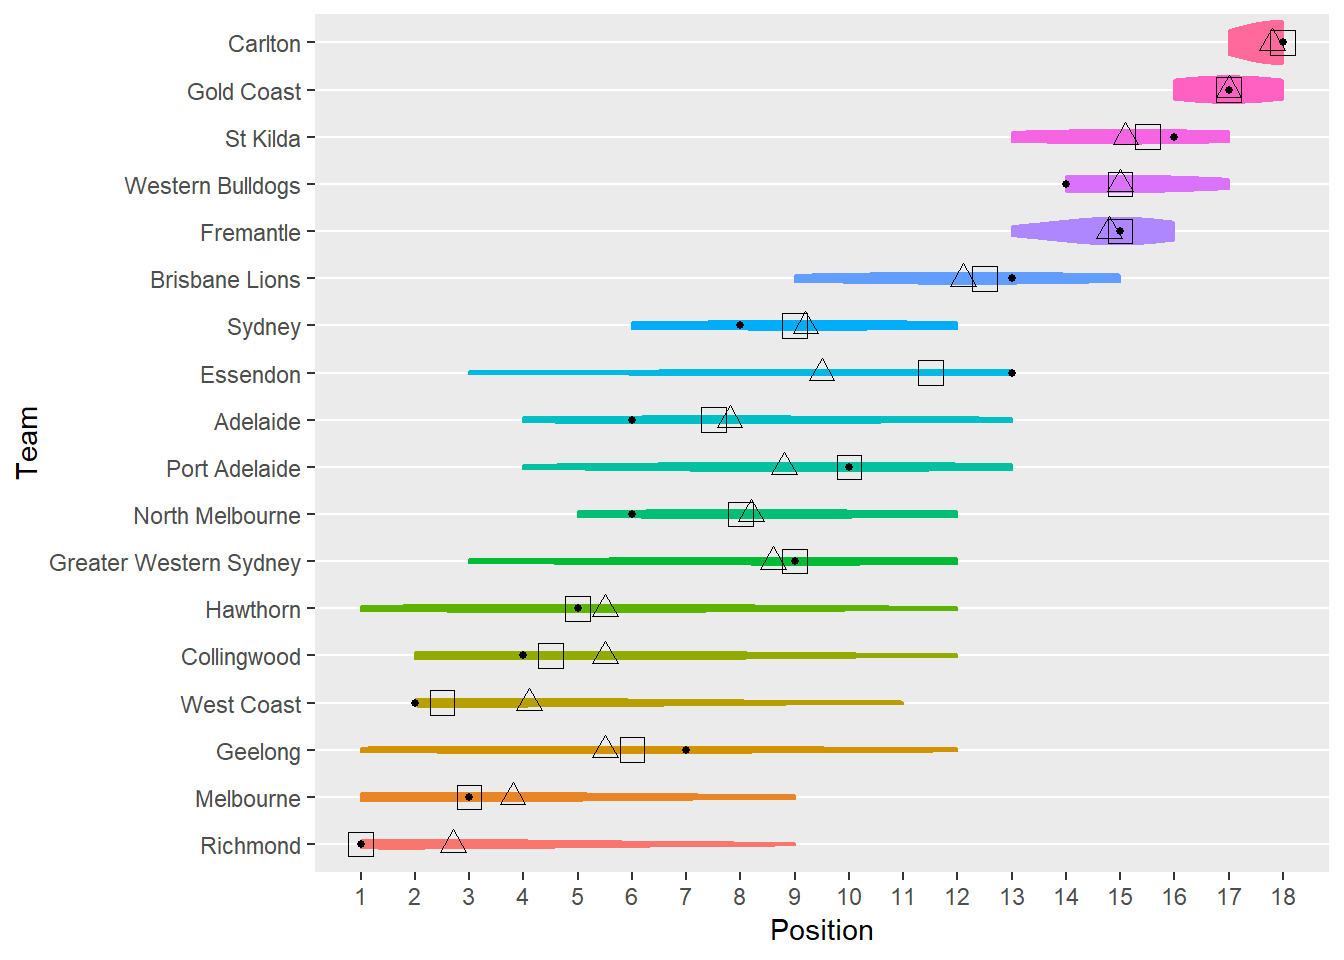 Carlton
Gold Coast
St Kilda
Western Bulldogs
Fremantle
Brisbane Lions
Sydney
Essendon
Adelaide
Port Adelaide
North Melbourne
Greater Western Sydney
Hawthorn
Collingwood
West Coast
Geelong
Melbourne
Richmond
Team
1 2 3 4 5 6 7 8 9 10 11 12 13 14 15 16 17 18
Position